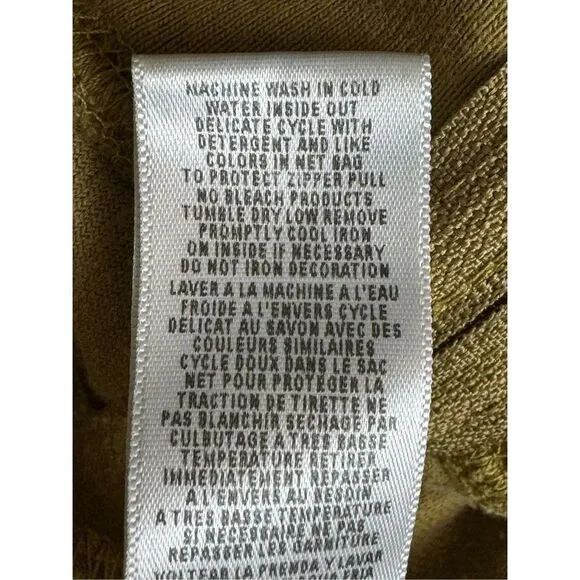 MACHINE WASH IN COLD
WATER INSIDE OUT
DELICATE CYCLE WITH
DETERGENT AND LIKE
COLORS IN NET BAG
TO PROTECT ZIPPER PULL
NO BLEACH PRODUCTS
TUMBLE DRY LOW REMOVE
PROMPTLY COOL IRON
ON INSIDE IF NECESSARY
DO NOT IRON DECORATION
LAVER A LA MACHINE A L'EAU
FROIDE A L'ENVERS CYCLE
DELICAT AU SAVON AVEC DES
COULEURS SIMILAIRES
CYCLE DOUX DANS LE SAC
NET POUR PROTEGER LA
TRACTION DE TIRETTE NE
PAS BLANCHIR SECHAGE PAR
CULBUTAGE A TRES BASSE
TEMPERATURE RETIRER
IMMEDIATEMENT REPASSER
A L'ENVERS AU BESOIN
A TRES BASSE TEMPERATURE
SI NECESSAIRE NE PAS
REPASSER LES GARNITURE
VOLTEAR LA PRENDA Y LAVAR